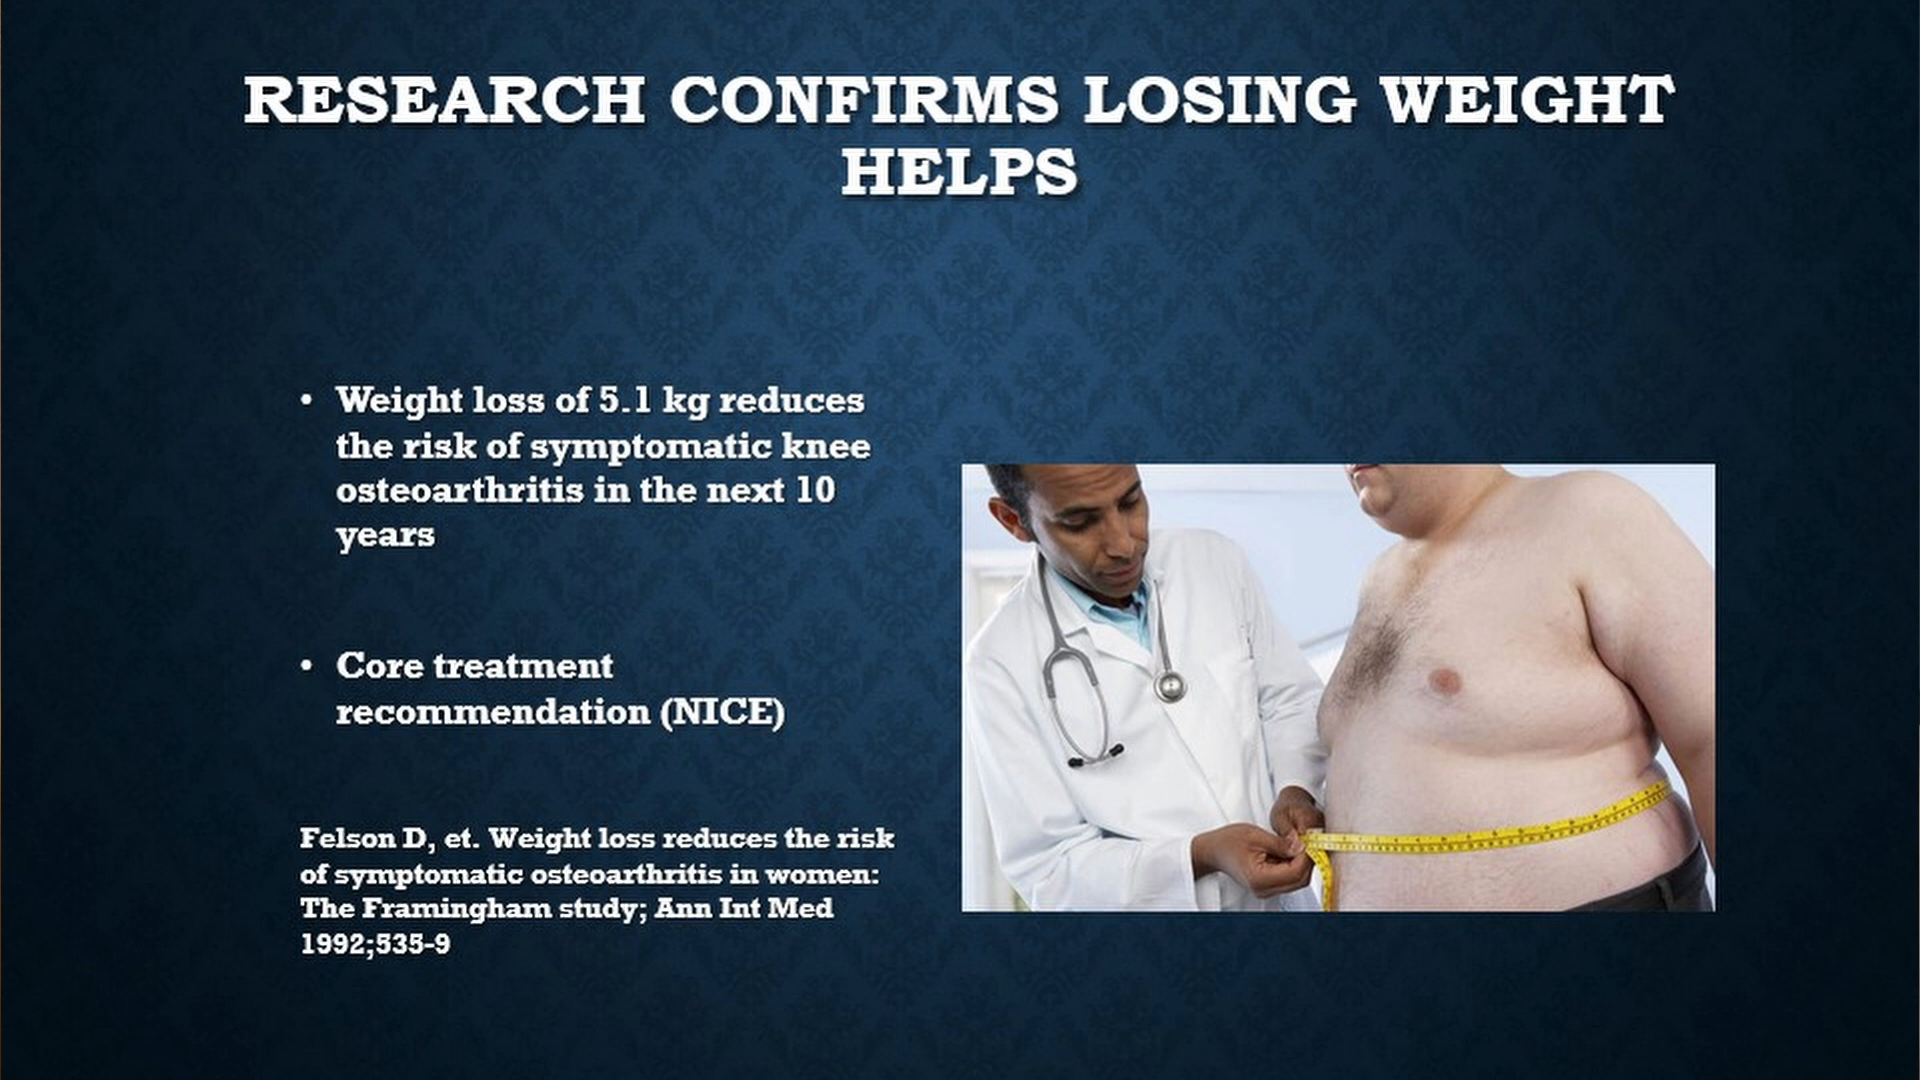 RESEARCH CONFIRMS LOSING WEIGHT
HELPS
• Weight loss of 5.1 kg reduces
the risk of symptomatic knee
osteoarthritis in the next 10
years
• Core treatment
recommendation (NICE)
Felson D, et. Weight loss reduces the risk
of symptomatic osteoarthritis in women:
The Framingham study; Ann Int Med
1992;535-9